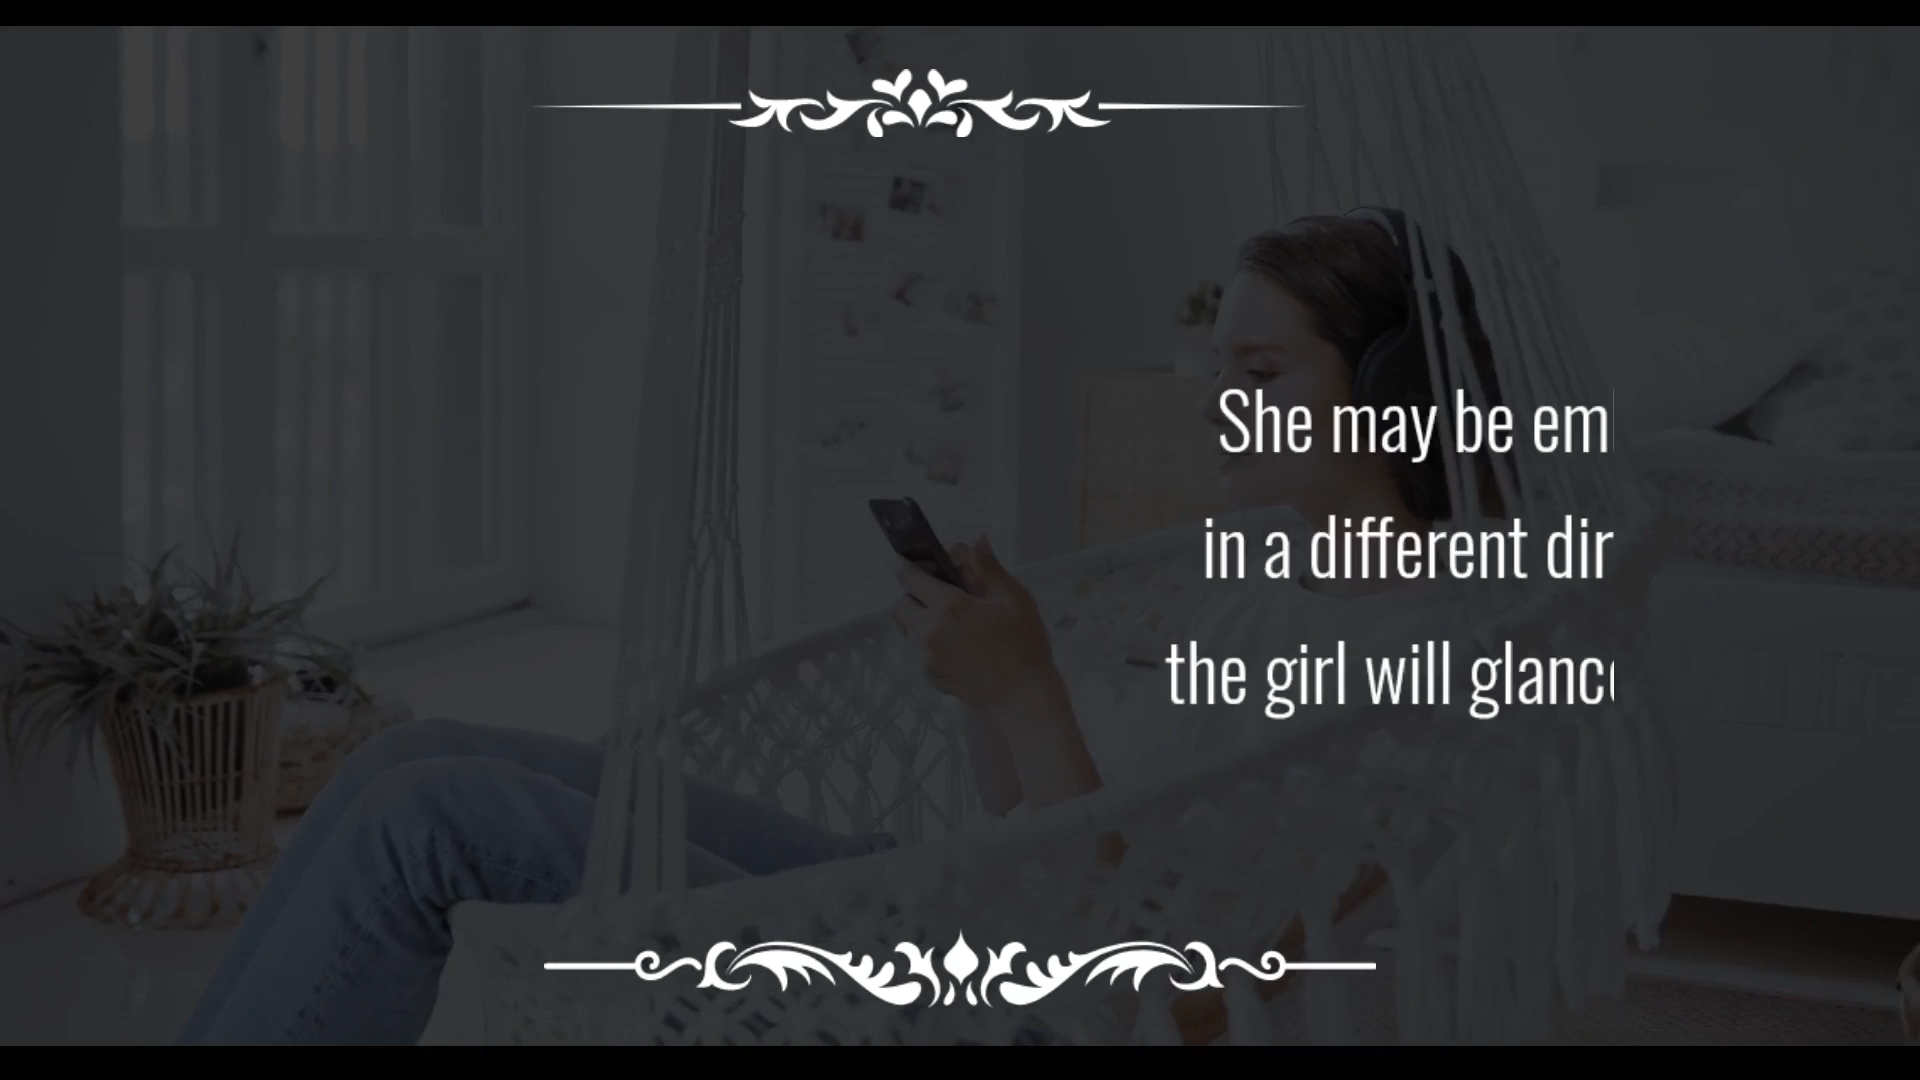 She may be em
in a different dir
the girl will glanc